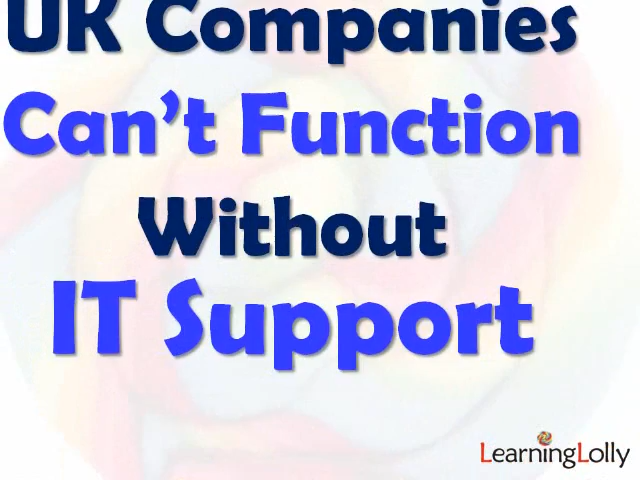 UK Companies
Can't Function
Without
IT Support
LearningLolly